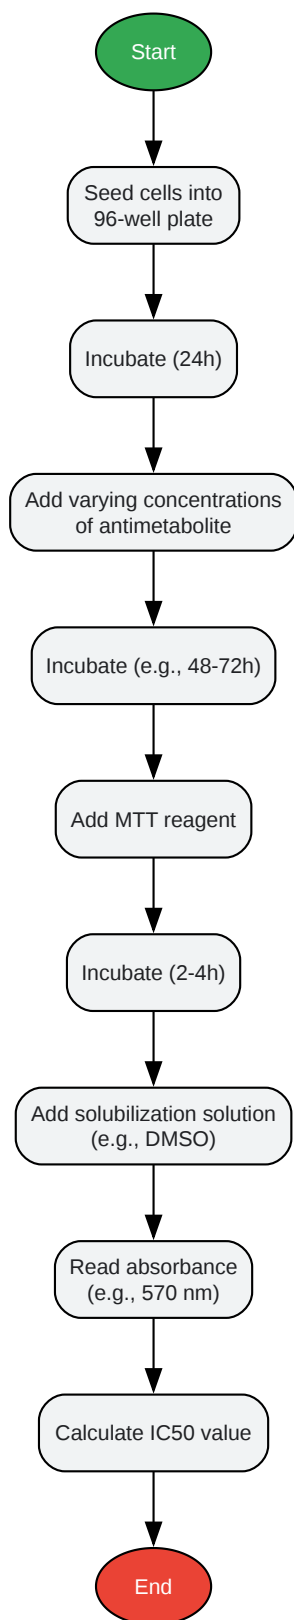 Start
Seed cells into
96-well plate
Incubate (24h)
Add varying concentrations
of antimetabolite
Incubate (e.g., 48-72h)
Add MTT reagent
Incubate (2-4h)
Add solubilization solution
(e.g., DMSO)
Read absorbance
(e.g., 570 nm)
Calculate IC50 value
End